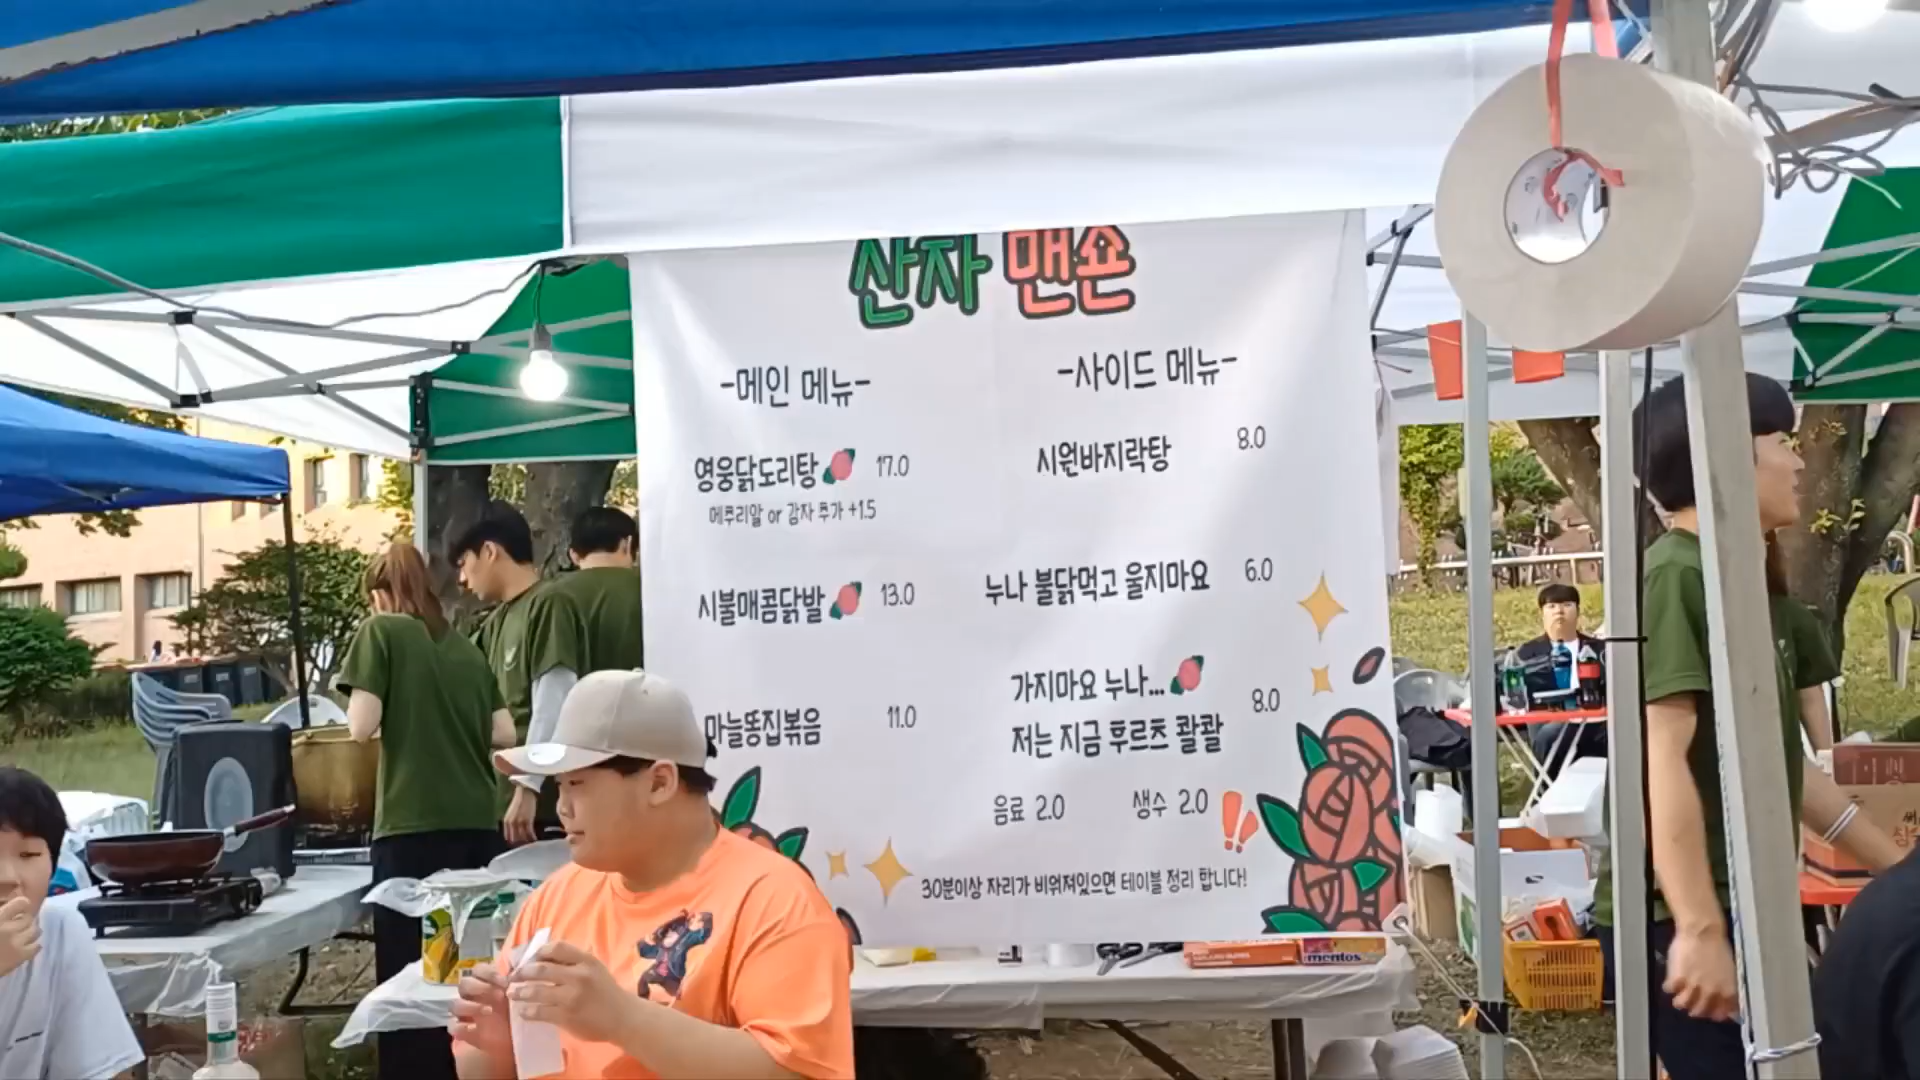 산자 맨숀
-메인 메뉴-
영웅닭도리탕 17.0
메추리알 or 감자 추가 +1.5
시불매콤닭발 13.0
마늘똥집볶음 11.0
-사이드 메뉴-
시원바지락탕 8.0
누나 불닭먹고 울지마요 6.0
가지마요 누나...
저는 지금 후르츠 콸콸 8.0
음료 2.0 생수 2.0
30분이상 자리가 비워져있으면 테이블 정리 합니다!
mentos